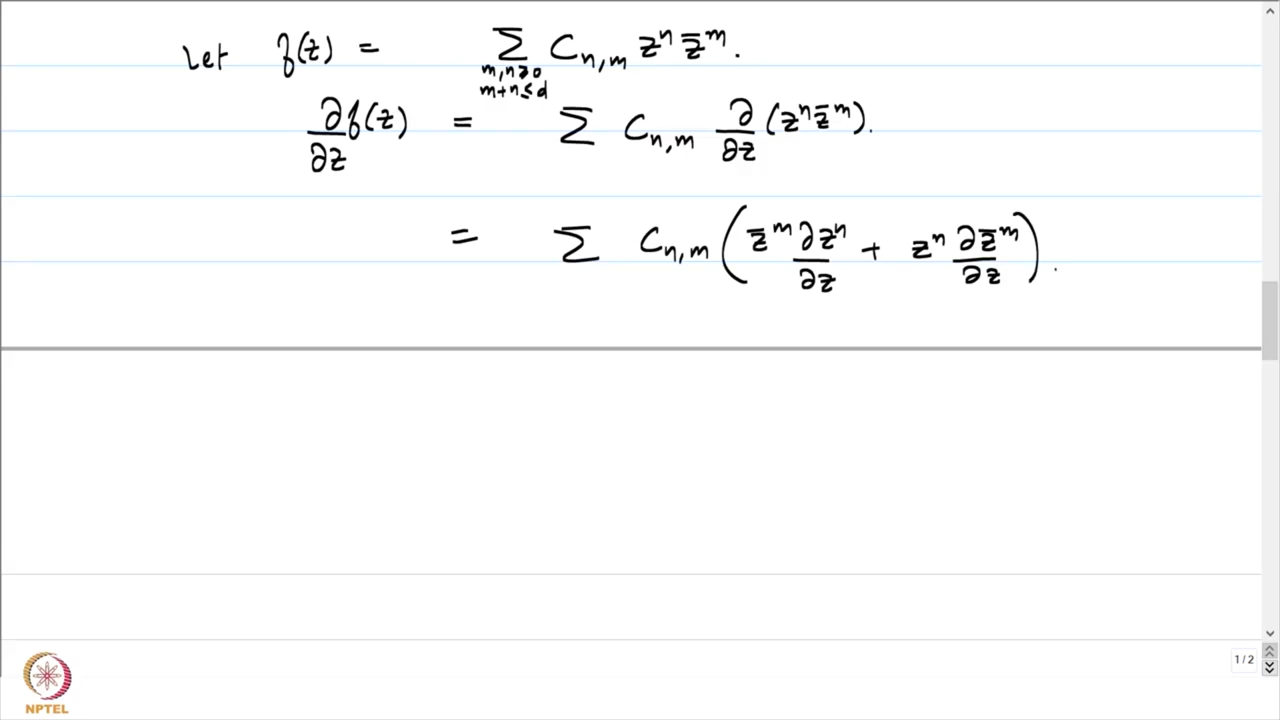 Let f(z) = Σ_{m,n≥0, m+n≤d} C_{n,m} z^n z̄^m.
∂/∂z f(z) = Σ C_{n,m} ∂/∂z (z^n z̄^m).
= Σ C_{n,m} ( z̄^m ∂z^n/∂z + z^n ∂z̄^m/∂z ).
1/2
NPTEL